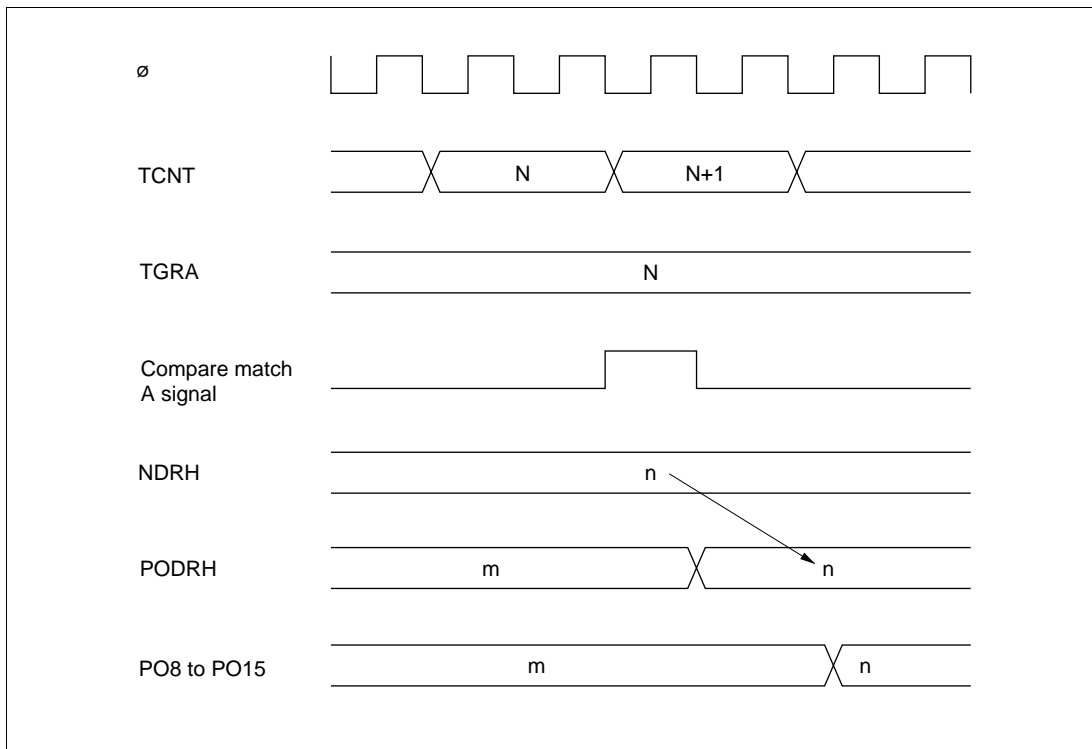 ø
TCNT
N
N+1
TGRA
N
Compare match
A signal
NDRH
n
PODRH
m
n
PO8 to PO15
m
n